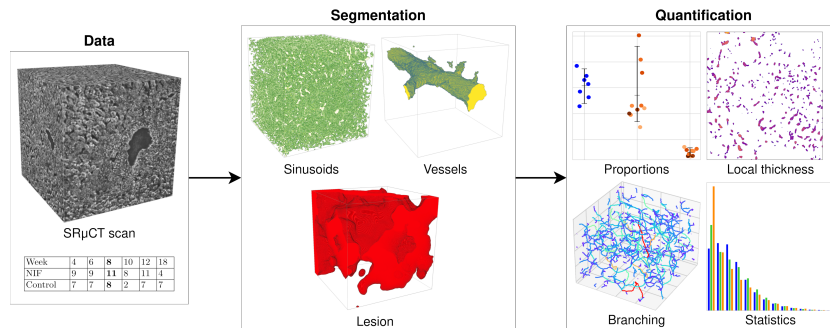 Data
SRµCT scan
Week 4 6 8 10 12 18
NIF 9 9 11 8 11 4
Control 7 7 8 2 7 7
Segmentation
Sinusoids
Vessels
Lesion
Quantification
Proportions
Local thickness
Branching
Statistics